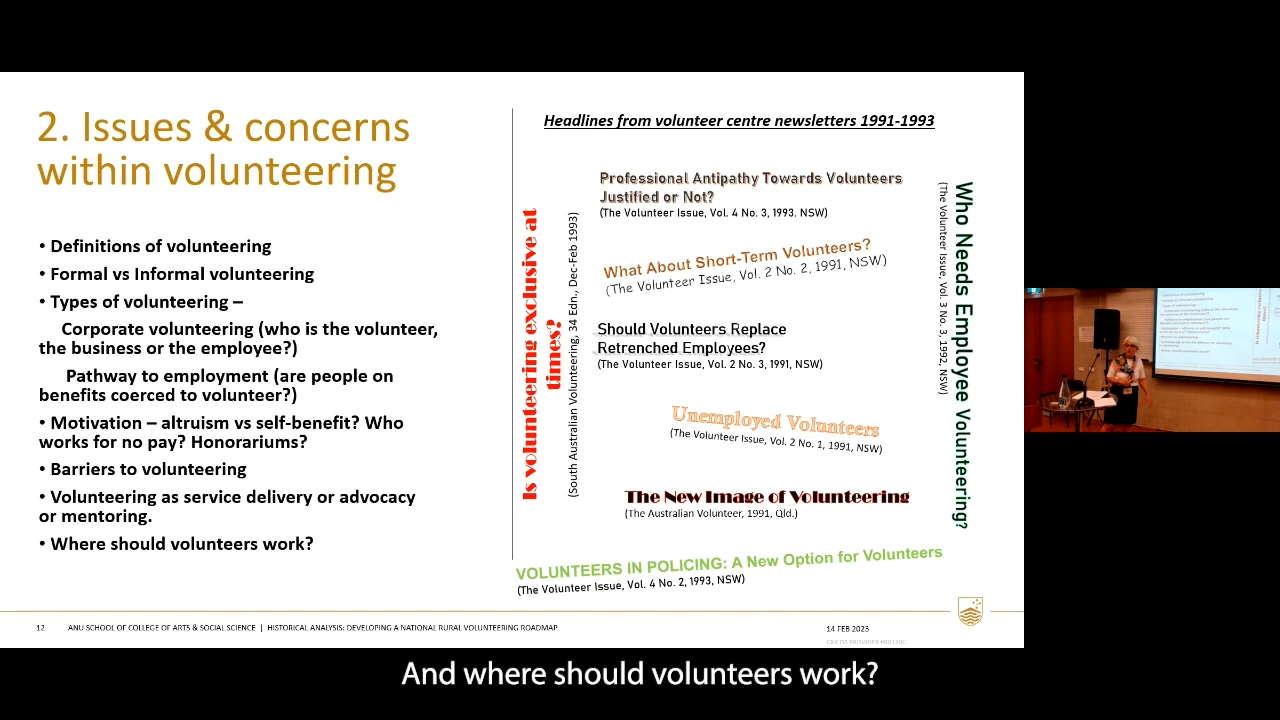 2. Issues & concerns
within volunteering
• Definitions of volunteering
• Formal vs Informal volunteering
• Types of volunteering –
Corporate volunteering (who is the volunteer,
the business or the employee?)
Pathway to employment (are people on
benefits coerced to volunteer?)
• Motivation – altruism vs self-benefit? Who
works for no pay? Honorariums?
• Barriers to volunteering
• Volunteering as service delivery or advocacy
or mentoring.
• Where should volunteers work?
Headlines from volunteer centre newsletters 1991-1993
Is volunteering exclusive at
times?
(South Australian Volunteering, 34 Edn., Dec-Feb 1993)
Professional Antipathy Towards Volunteers
Justified or Not?
(The Volunteer Issue, Vol. 4 No. 3, 1993. NSW)
What About Short-Term Volunteers?
(The Volunteer Issue, Vol. 2 No. 2, 1991, NSW)
Should Volunteers Replace
Retrenched Employees?
(The Volunteer Issue, Vol. 2 No. 3, 1991, NSW)
Unemployed Volunteers
(The Volunteer Issue, Vol. 2 No. 1, 1991, NSW)
The New Image of Volunteering
(The Australian Volunteer, 1991, Qld.)
VOLUNTEERS IN POLICING: A New Option for Volunteers
(The Volunteer Issue, Vol. 4 No. 2, 1993, NSW)
Who Needs Employee Volunteering?
(The Volunteer Issue, Vol. 3 No. 3, 1992, NSW)
12 ANU SCHOOL OF COLLEGE OF ARTS & SOCIAL SCIENCE | HISTORICAL ANALYSIS: DEVELOPING A NATIONAL RURAL VOLUNTEERING ROADMAP
14 FEB 2023
CRICOS PROVIDER #00120C
And where should volunteers work?